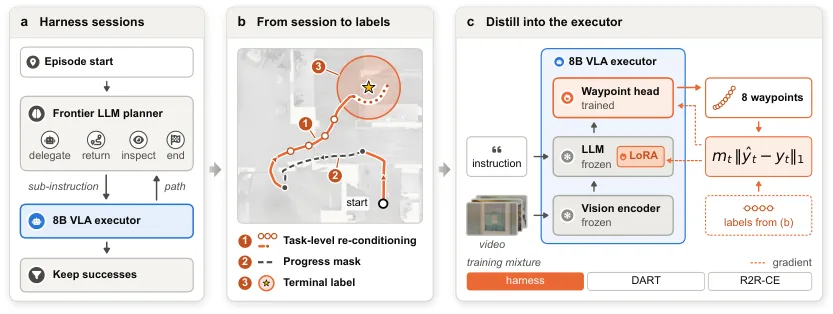 a Harness sessions
Episode start
Frontier LLM planner
delegate return inspect end
sub-instruction path
8B VLA executor
Keep successes
b From session to labels
3
1
2
start
1 Task-level re-conditioning
2 Progress mask
3 Terminal label
c Distill into the executor
8B VLA executor
Waypoint head
trained
8 waypoints
“ instruction
LLM
frozen
LoRA
m_t ‖ŷ_t − y_t‖₁
Vision encoder
frozen
labels from (b)
video
training mixture
gradient
harness DART R2R-CE